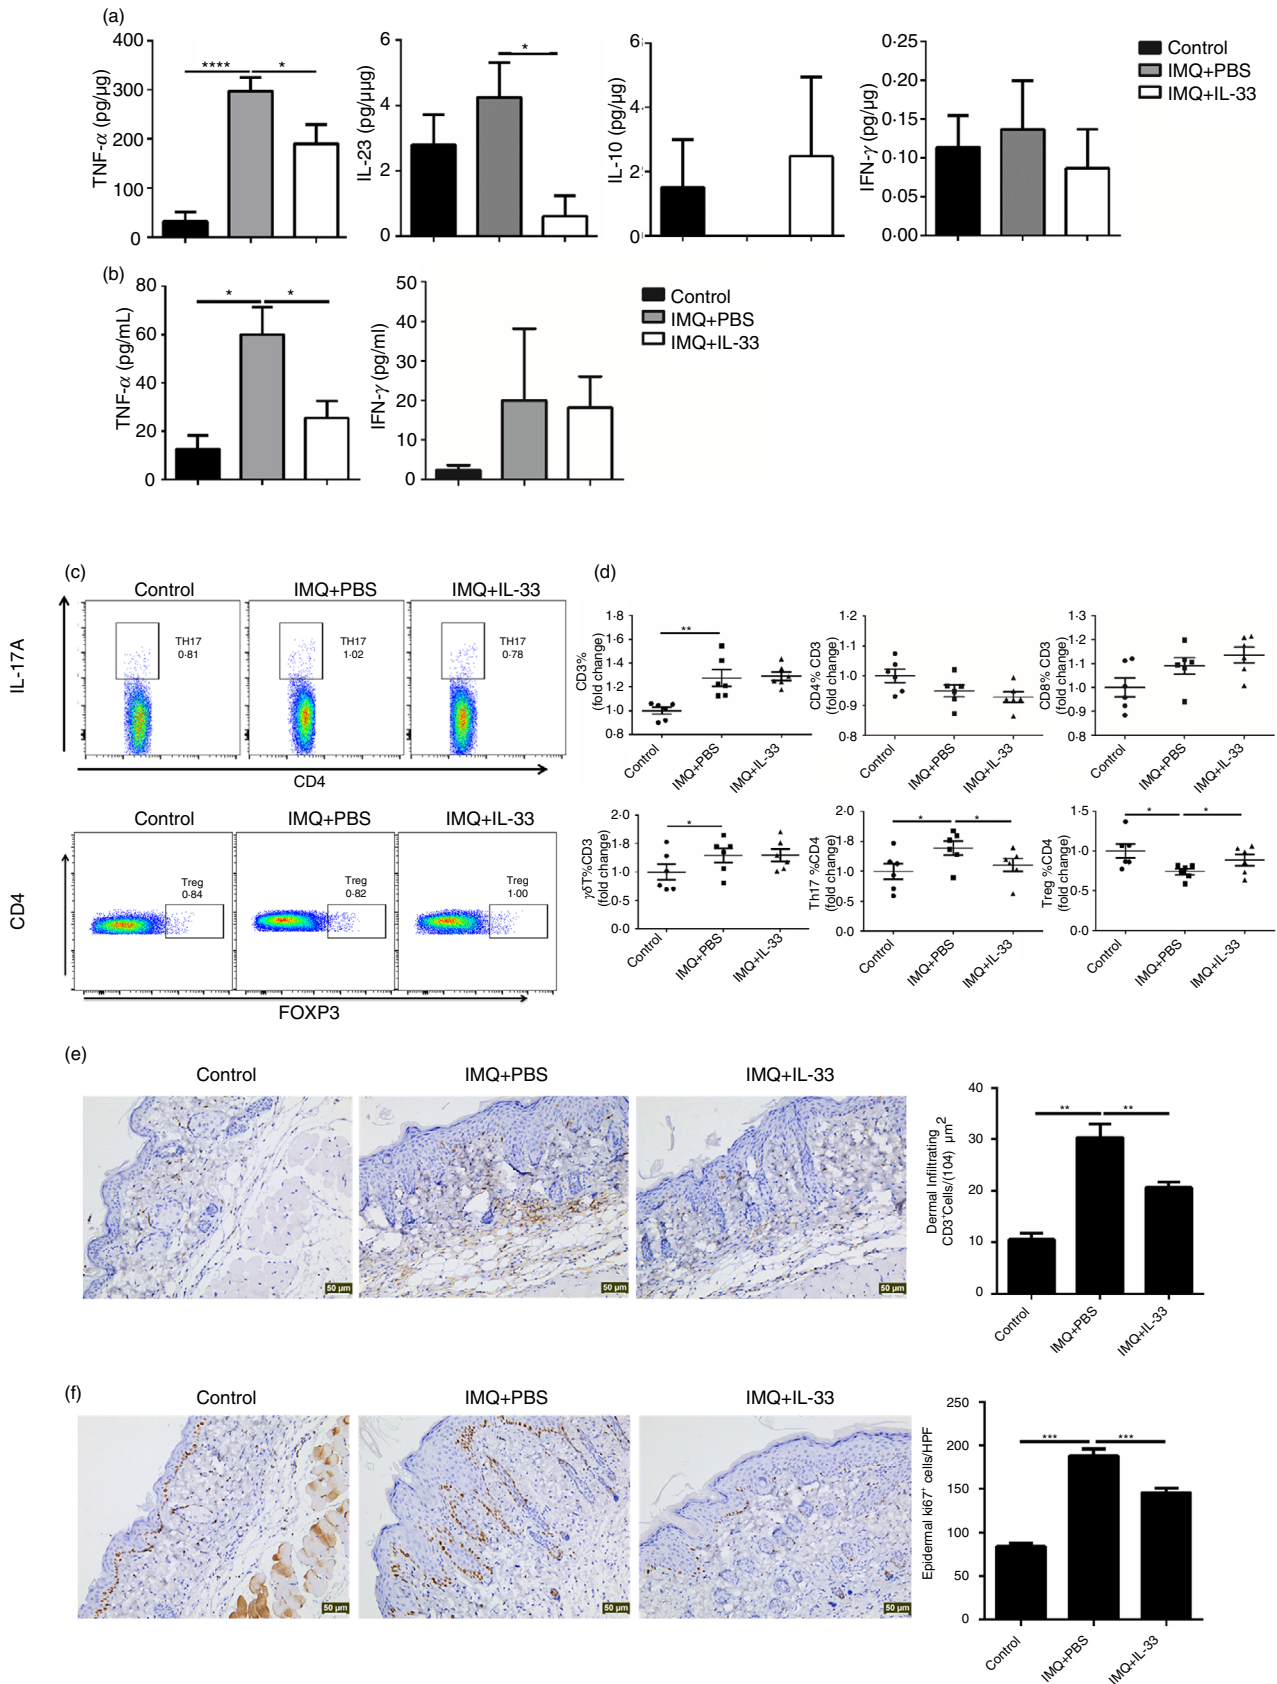 (a)
TNF-α (pg/µg)
400
300
200
100
0
****
*
IL-23 (pg/µµg)
6
4
2
0
*
IL-10 (pg/µg)
6
4
2
0
IFN-γ (pg/µg)
0·25
0·20
0·15
0·10
0·05
0·00
Control
IMQ+PBS
IMQ+IL-33
(b)
TNF-α (pg/mL)
80
60
40
20
0
*
*
IFN-γ (pg/ml)
50
40
30
20
10
0
Control
IMQ+PBS
IMQ+IL-33
(c)
Control
IMQ+PBS
IMQ+IL-33
IL-17A
TH17
0·81
TH17
1·02
TH17
0·78
CD4
Control
IMQ+PBS
IMQ+IL-33
CD4
Treg
0·84
Treg
0·82
Treg
1·00
FOXP3
(d)
CD3%
(fold change)
1·8
1·6
1·4
1·2
1·0
0·8
**
Control
IMQ+PBS
IMQ+IL-33
CD4% CD3
(fold change)
1·2
1·1
1·0
0·9
0·8
Control
IMQ+PBS
IMQ+IL-33
CD8% CD3
(fold change)
1·3
1·2
1·1
1·0
0·9
0·8
Control
IMQ+PBS
IMQ+IL-33
γδT%CD3
(fold change)
2·0
1·8
1·0
0·5
0·0
*
Control
IMQ+PBS
IMQ+IL-33
Th17 %CD4
(fold change)
2·0
1·5
1·0
0·5
0·0
*
*
Control
IMQ+PBS
IMQ+IL-33
Treg %CD4
(fold change)
1·5
1·0
0·5
0·0
*
*
Control
IMQ+PBS
IMQ+IL-33
(e)
Control
IMQ+PBS
IMQ+IL-33
50 µm
50 µm
50 µm
Dermal Infiltrating
CD3⁺Cells/(104) µm²
40
30
20
10
0
**
**
Control
IMQ+PBS
IMQ+IL-33
(f)
Control
IMQ+PBS
IMQ+IL-33
50 µm
50 µm
50 µm
Epidermal ki67⁺ cells/HPF
250
200
150
100
50
0
***
***
Control
IMQ+PBS
IMQ+IL-33